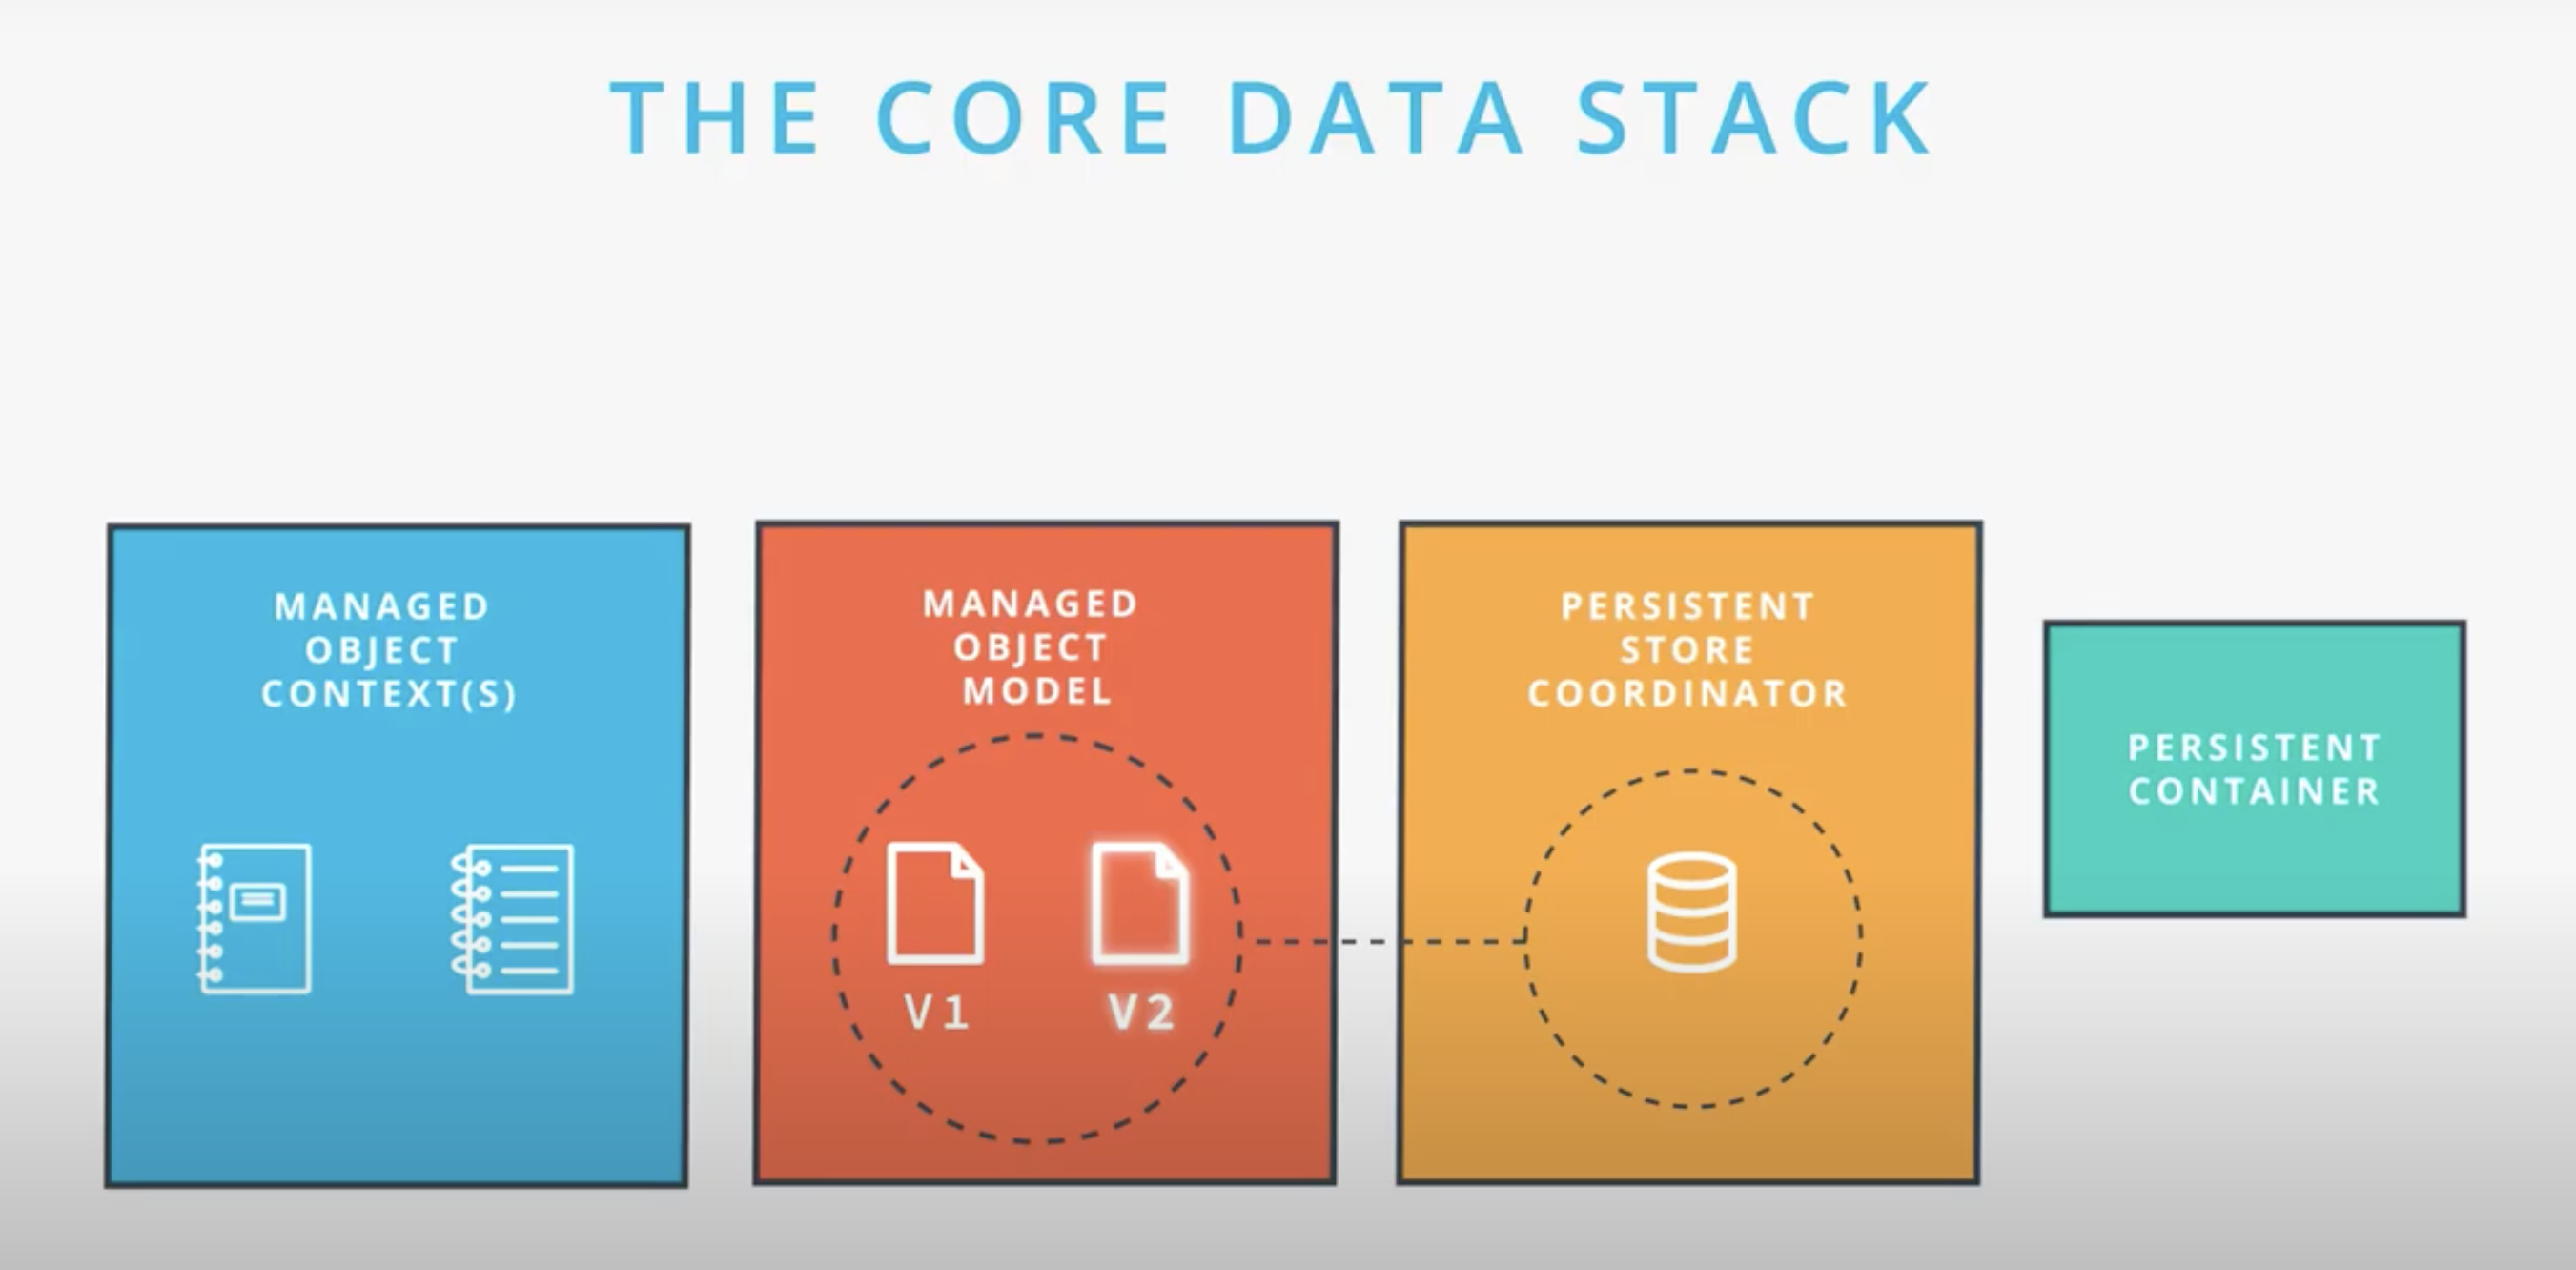 THE CORE DATA STACK
MANAGED
OBJECT
CONTEXT(S)
MANAGED
OBJECT
MODEL
V1
V2
PERSISTENT
STORE
COORDINATOR
PERSISTENT
CONTAINER